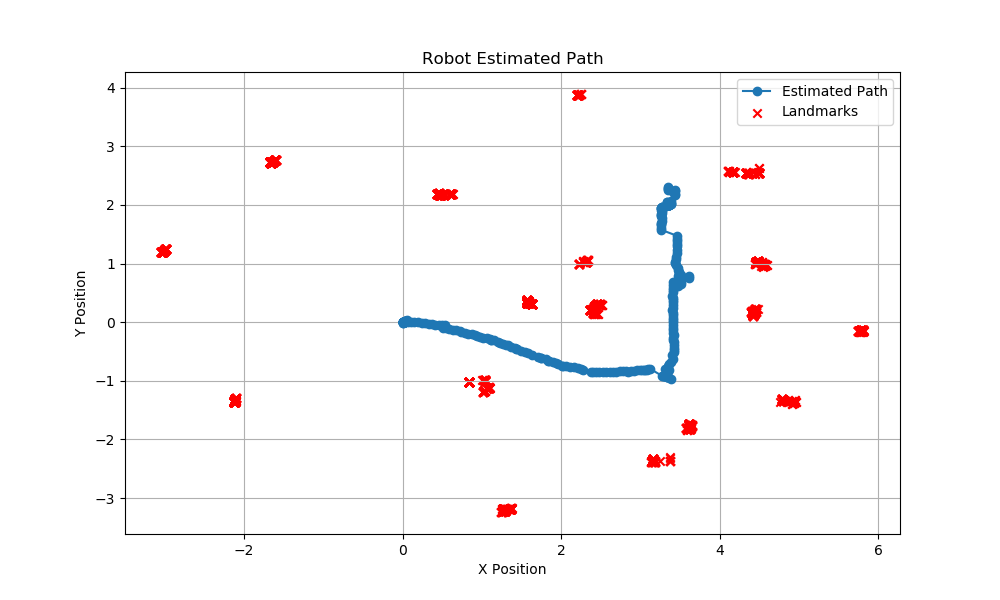 Robot Estimated Path
Estimated Path
Landmarks
4
3
2
1
0
−1
−2
−3
Y Position
−2
0
2
4
6
X Position